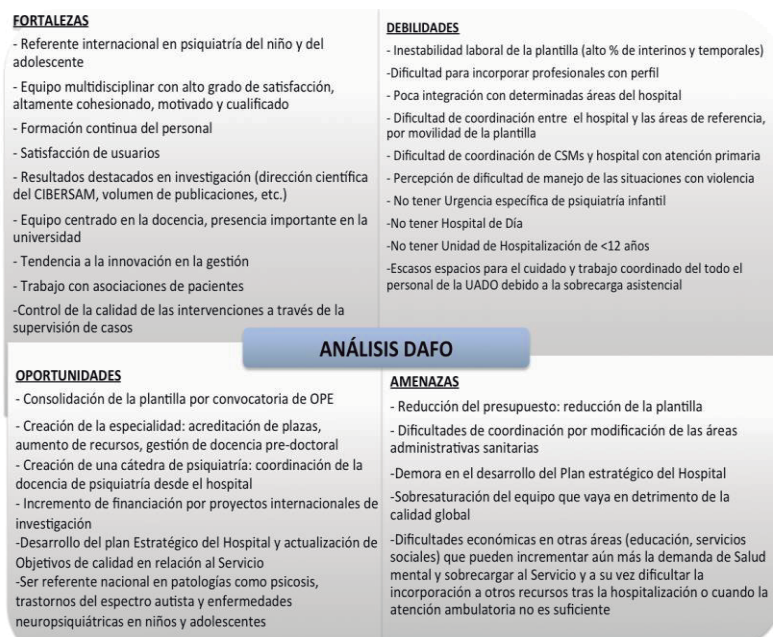 FORTALEZAS
- Referente internacional en psiquiatría del niño y del
adolescente
- Equipo multidisciplinar con alto grado de satisfacción,
altamente cohesionado, motivado y cualificado
- Formación continua del personal
- Satisfacción de usuarios
- Resultados destacados en investigación (dirección científica
del CIBERSAM, volumen de publicaciones, etc.)
- Equipo centrado en la docencia, presencia importante en la
universidad
- Tendencia a la innovación en la gestión
- Trabajo con asociaciones de pacientes
-Control de la calidad de las intervenciones a través de la
supervisión de casos
DEBILIDADES
- Inestabilidad laboral de la plantilla (alto % de interinos y temporales)
-Dificultad para incorporar profesionales con perfil
- Poca integración con determinadas áreas del hospital
- Dificultad de coordinación entre el hospital y las áreas de referencia,
por movilidad de la plantilla
- Dificultad de coordinación de CSMs y hospital con atención primaria
- Percepción de dificultad de manejo de las situaciones con violencia
- No tener Urgencia específica de psiquiatría infantil
-No tener Hospital de Día
-No tener Unidad de Hospitalización de <12 años
-Escasos espacios para el cuidado y trabajo coordinado del todo el
personal de la UADO debido a la sobrecarga asistencial
ANÁLISIS DAFO
OPORTUNIDADES
- Consolidación de la plantilla por convocatoria de OPE
- Creación de la especialidad: acreditación de plazas,
aumento de recursos, gestión de docencia pre-doctoral
- Creación de una cátedra de psiquiatría: coordinación de la
docencia de psiquiatría desde el hospital
- Incremento de financiación por proyectos internacionales de
investigación
-Desarrollo del plan Estratégico del Hospital y actualización de
Objetivos de calidad en relación al Servicio
-Ser referente nacional en patologías como psicosis,
trastornos del espectro autista y enfermedades
neuropsiquiátricas en niños y adolescentes
AMENAZAS
- Reducción del presupuesto: reducción de la plantilla
- Dificultades de coordinación por modificación de las áreas
administrativas sanitarias
-Demora en el desarrollo del Plan estratégico del Hospital
-Sobresaturación del equipo que vaya en detrimento de la
calidad global
-Dificultades económicas en otras áreas (educación, servicios
sociales) que pueden incrementar aún más la demanda de Salud
mental y sobrecargar al Servicio y a su vez dificultar la
incorporación a otros recursos tras la hospitalización o cuando la
atención ambulatoria no es suficiente